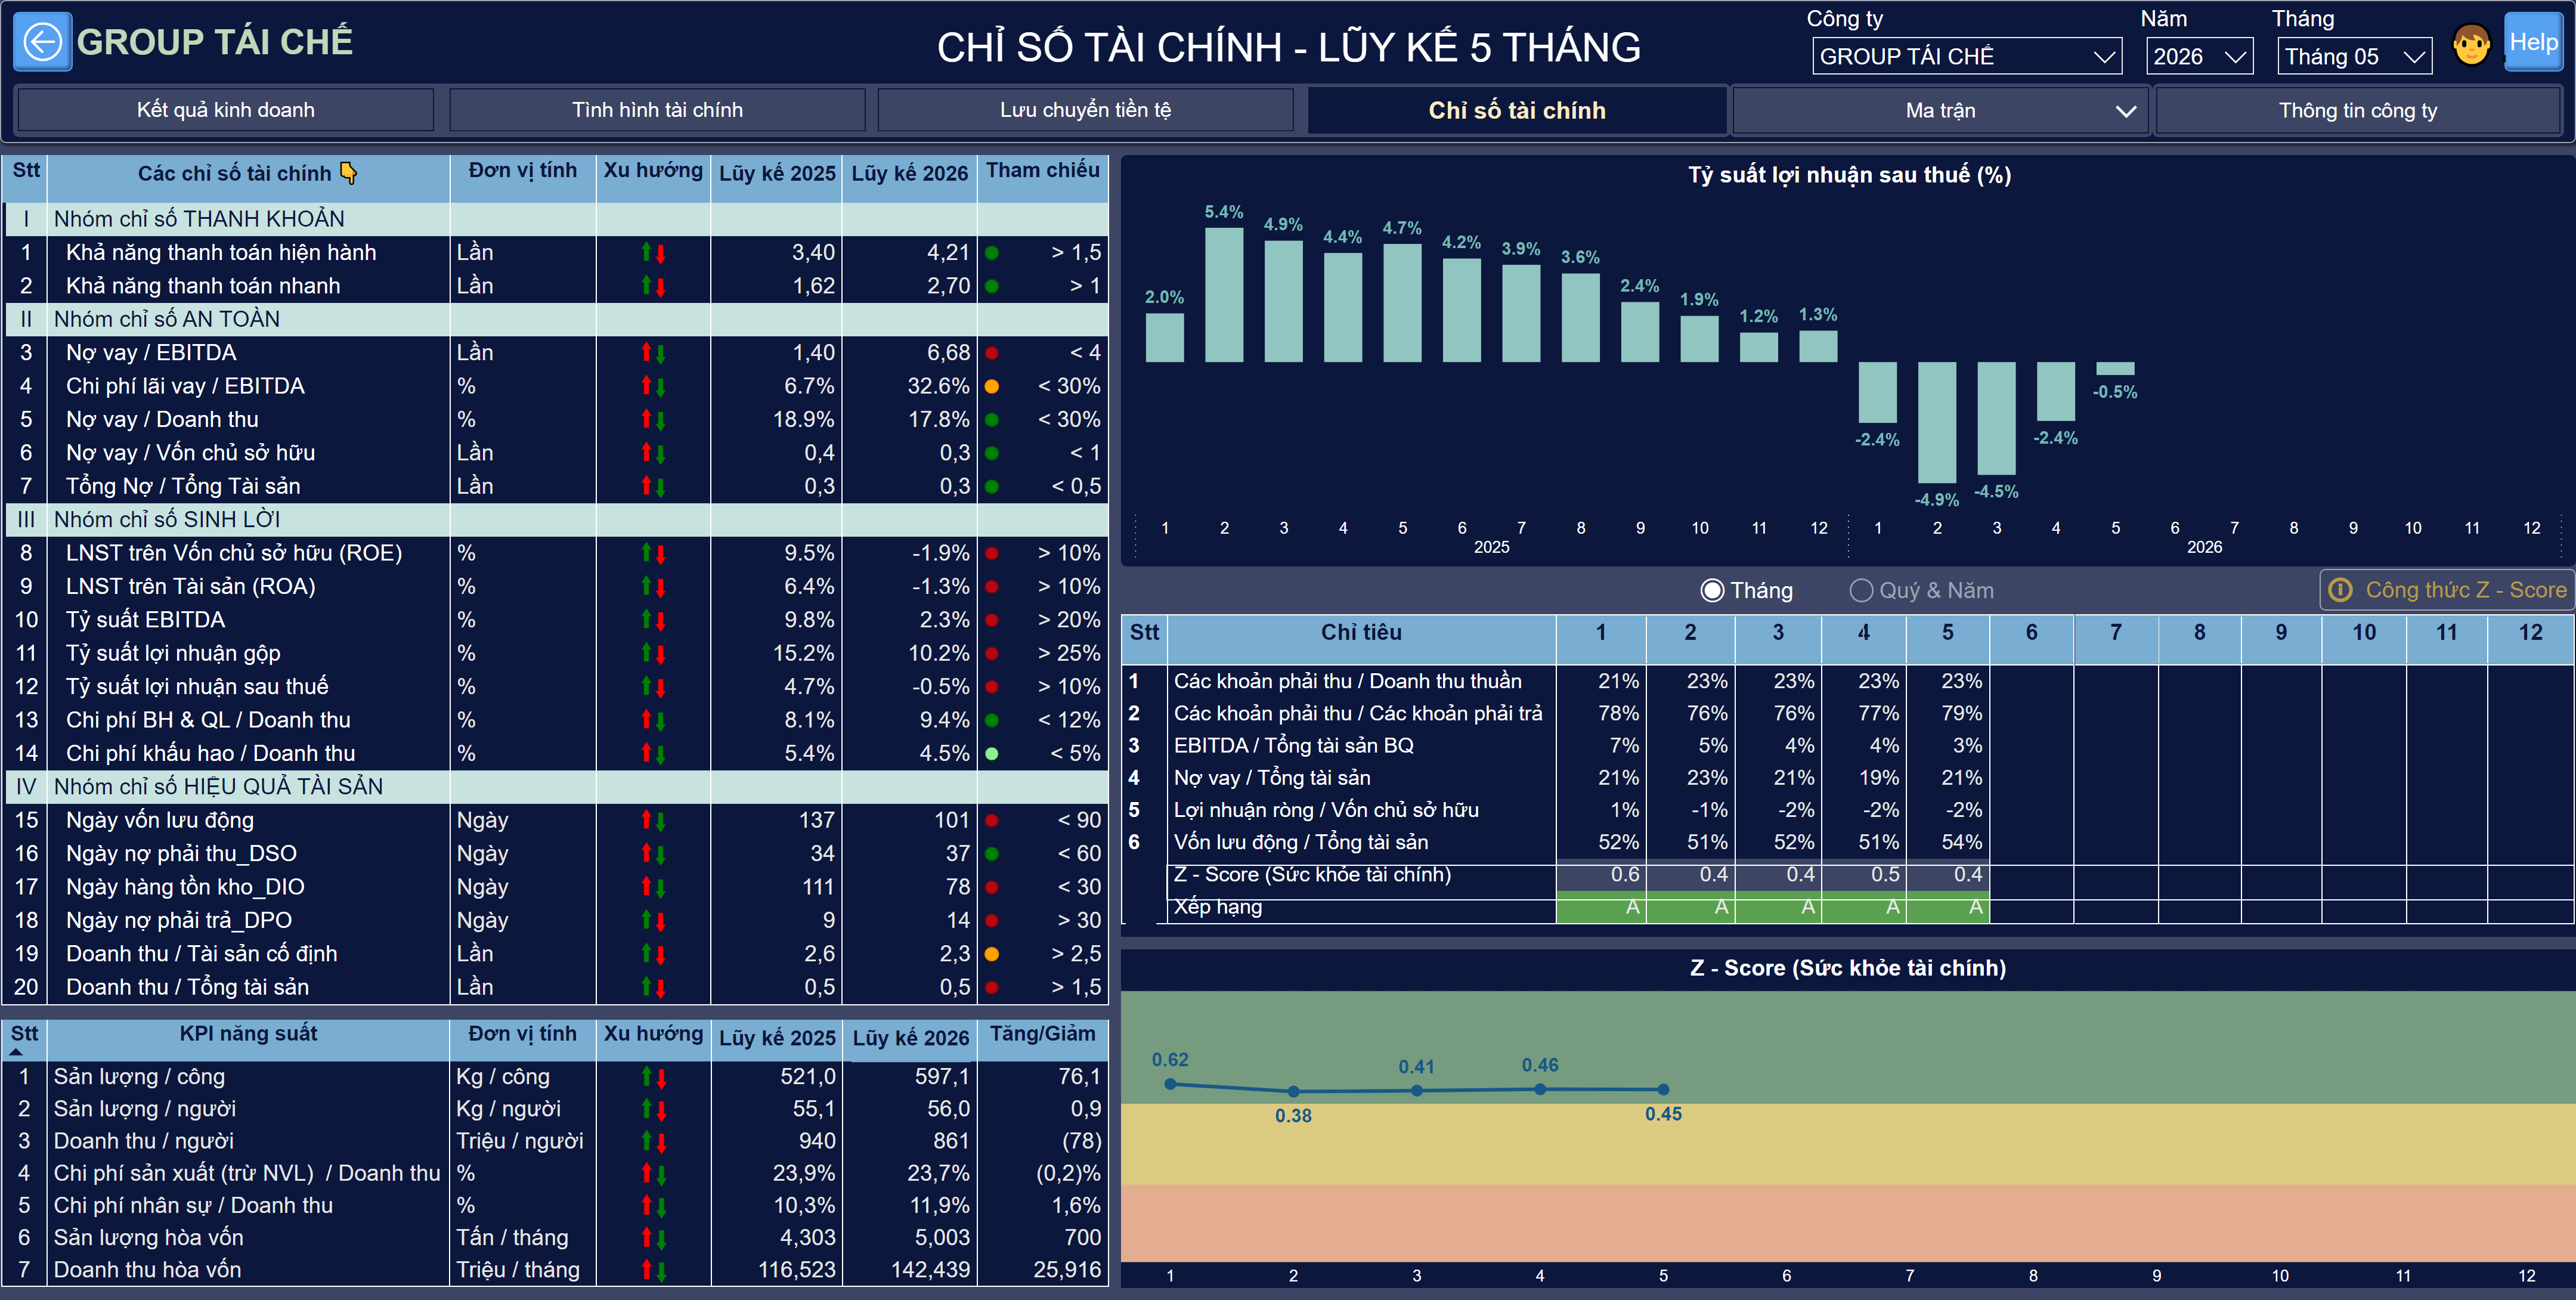 GROUP TÁI CHẾ
CHỈ SỐ TÀI CHÍNH - LŨY KẾ 5 THÁNG
Công ty
Năm
Tháng
GROUP TÁI CHẾ
2026
Tháng 05
Help
Kết quả kinh doanh
Tình hình tài chính
Lưu chuyển tiền tệ
Chỉ số tài chính
Ma trận
Thông tin công ty
Stt Các chỉ số tài chính Đơn vị tính Xu hướng Lũy kế 2025 Lũy kế 2026 Tham chiếu
I Nhóm chỉ số THANH KHOẢN
1 Khả năng thanh toán hiện hành Lần 3,40 4,21 > 1,5
2 Khả năng thanh toán nhanh Lần 1,62 2,70 > 1
II Nhóm chỉ số AN TOÀN
3 Nợ vay / EBITDA Lần 1,40 6,68 < 4
4 Chi phí lãi vay / EBITDA % 6.7% 32.6% < 30%
5 Nợ vay / Doanh thu % 18.9% 17.8% < 30%
6 Nợ vay / Vốn chủ sở hữu Lần 0,4 0,3 < 1
7 Tổng Nợ / Tổng Tài sản Lần 0,3 0,3 < 0,5
III Nhóm chỉ số SINH LỜI
8 LNST trên Vốn chủ sở hữu (ROE) % 9.5% -1.9% > 10%
9 LNST trên Tài sản (ROA) % 6.4% -1.3% > 10%
10 Tỷ suất EBITDA % 9.8% 2.3% > 20%
11 Tỷ suất lợi nhuận gộp % 15.2% 10.2% > 25%
12 Tỷ suất lợi nhuận sau thuế % 4.7% -0.5% > 10%
13 Chi phí BH & QL / Doanh thu % 8.1% 9.4% < 12%
14 Chi phí khấu hao / Doanh thu % 5.4% 4.5% < 5%
IV Nhóm chỉ số HIỆU QUẢ TÀI SẢN
15 Ngày vốn lưu động Ngày 137 101 < 90
16 Ngày nợ phải thu_DSO Ngày 34 37 < 60
17 Ngày hàng tồn kho_DIO Ngày 111 78 < 30
18 Ngày nợ phải trả_DPO Ngày 9 14 > 30
19 Doanh thu / Tài sản cố định Lần 2,6 2,3 > 2,5
20 Doanh thu / Tổng tài sản Lần 0,5 0,5 > 1,5
Stt KPI năng suất Đơn vị tính Xu hướng Lũy kế 2025 Lũy kế 2026 Tăng/Giảm
1 Sản lượng / công Kg / công 521,0 597,1 76,1
2 Sản lượng / người Kg / người 55,1 56,0 0,9
3 Doanh thu / người Triệu / người 940 861 (78)
4 Chi phí sản xuất (trừ NVL) / Doanh thu % 23,9% 23,7% (0,2)%
5 Chi phí nhân sự / Doanh thu % 10,3% 11,9% 1,6%
6 Sản lượng hòa vốn Tấn / tháng 4,303 5,003 700
7 Doanh thu hòa vốn Triệu / tháng 116,523 142,439 25,916
Tỷ suất lợi nhuận sau thuế (%)
2.0% 5.4% 4.9% 4.4% 4.7% 4.2% 3.9% 3.6% 2.4% 1.9% 1.2% 1.3%
-2.4% -4.9% -4.5% -2.4% -0.5%
1 2 3 4 5 6 7 8 9 10 11 12 1 2 3 4 5 6 7 8 9 10 11 12
2025 2026
Tháng
Quý & Năm
Công thức Z - Score
Stt Chỉ tiêu 1 2 3 4 5 6 7 8 9 10 11 12
1 Các khoản phải thu / Doanh thu thuần 21% 23% 23% 23% 23%
2 Các khoản phải thu / Các khoản phải trả 78% 76% 76% 77% 79%
3 EBITDA / Tổng tài sản BQ 7% 5% 4% 4% 3%
4 Nợ vay / Tổng tài sản 21% 23% 21% 19% 21%
5 Lợi nhuận ròng / Vốn chủ sở hữu 1% -1% -2% -2% -2%
6 Vốn lưu động / Tổng tài sản 52% 51% 52% 51% 54%
Z - Score (Sức khỏe tài chính) 0.6 0.4 0.4 0.5 0.4
Xếp hạng A A A A A
Z - Score (Sức khỏe tài chính)
0.62 0.38 0.41 0.46 0.45
1 2 3 4 5 6 7 8 9 10 11 12